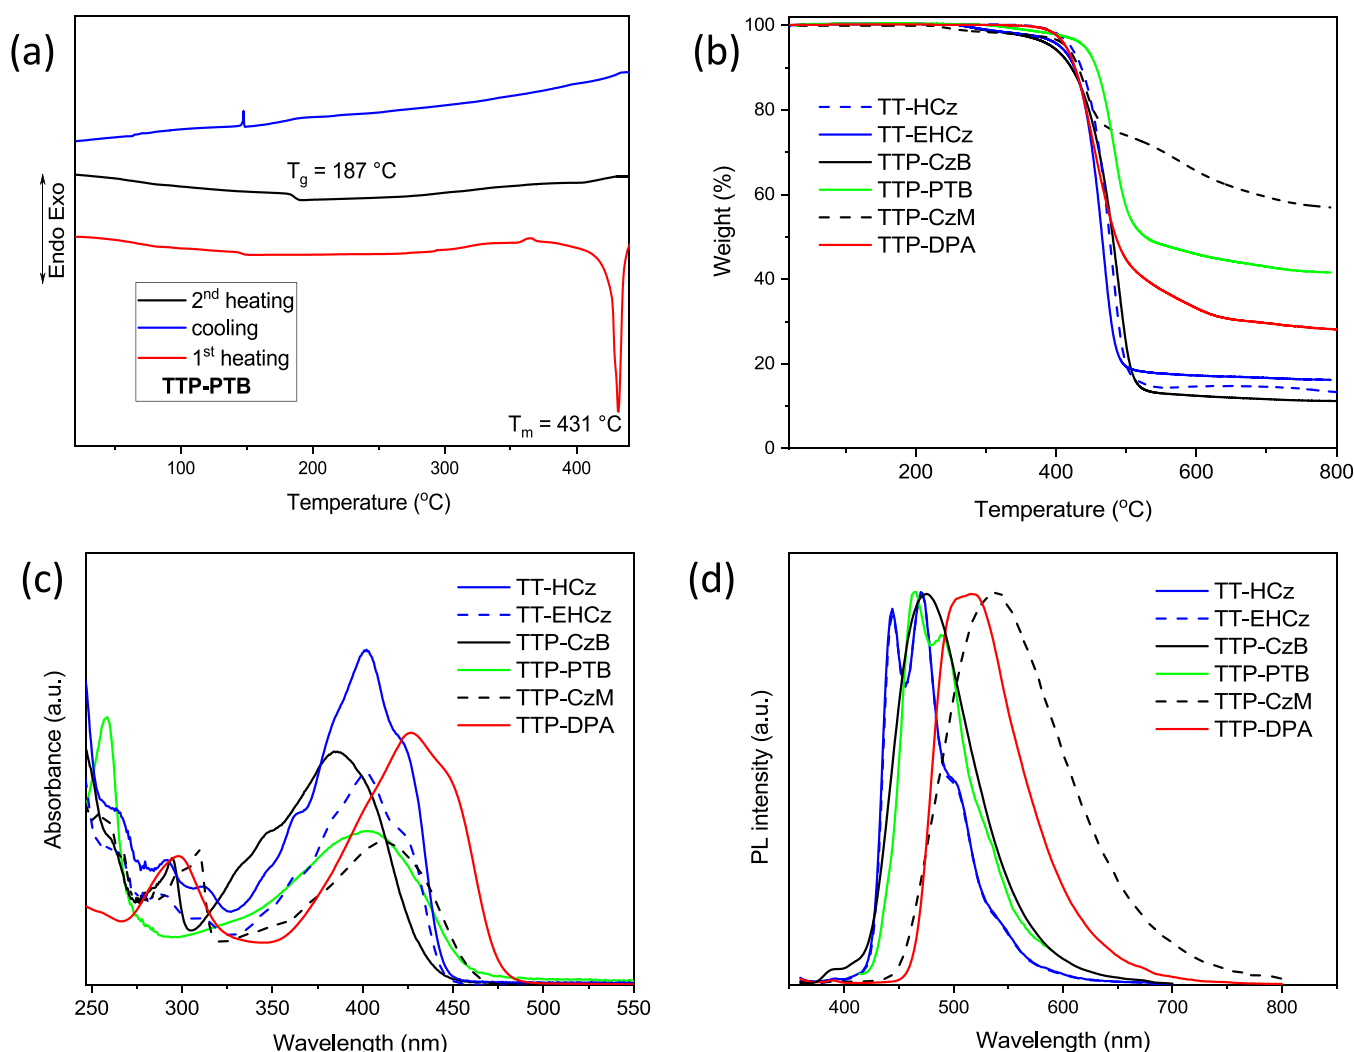 (a)
T_g = 187 °C
Endo Exo
2nd heating
cooling
1st heating
TTP-PTB
T_m = 431 °C
100
200
300
400
Temperature (oC)
(b)
100
80
60
40
20
0
Weight (%)
TT-HCz
TT-EHCz
TTP-CzB
TTP-PTB
TTP-CzM
TTP-DPA
200
400
600
800
Temperature (oC)
(c)
Absorbance (a.u.)
TT-HCz
TT-EHCz
TTP-CzB
TTP-PTB
TTP-CzM
TTP-DPA
250
300
350
400
450
500
550
Wavelength (nm)
(d)
PL intensity (a.u.)
TT-HCz
TT-EHCz
TTP-CzB
TTP-PTB
TTP-CzM
TTP-DPA
400
500
600
700
800
Wavelength (nm)